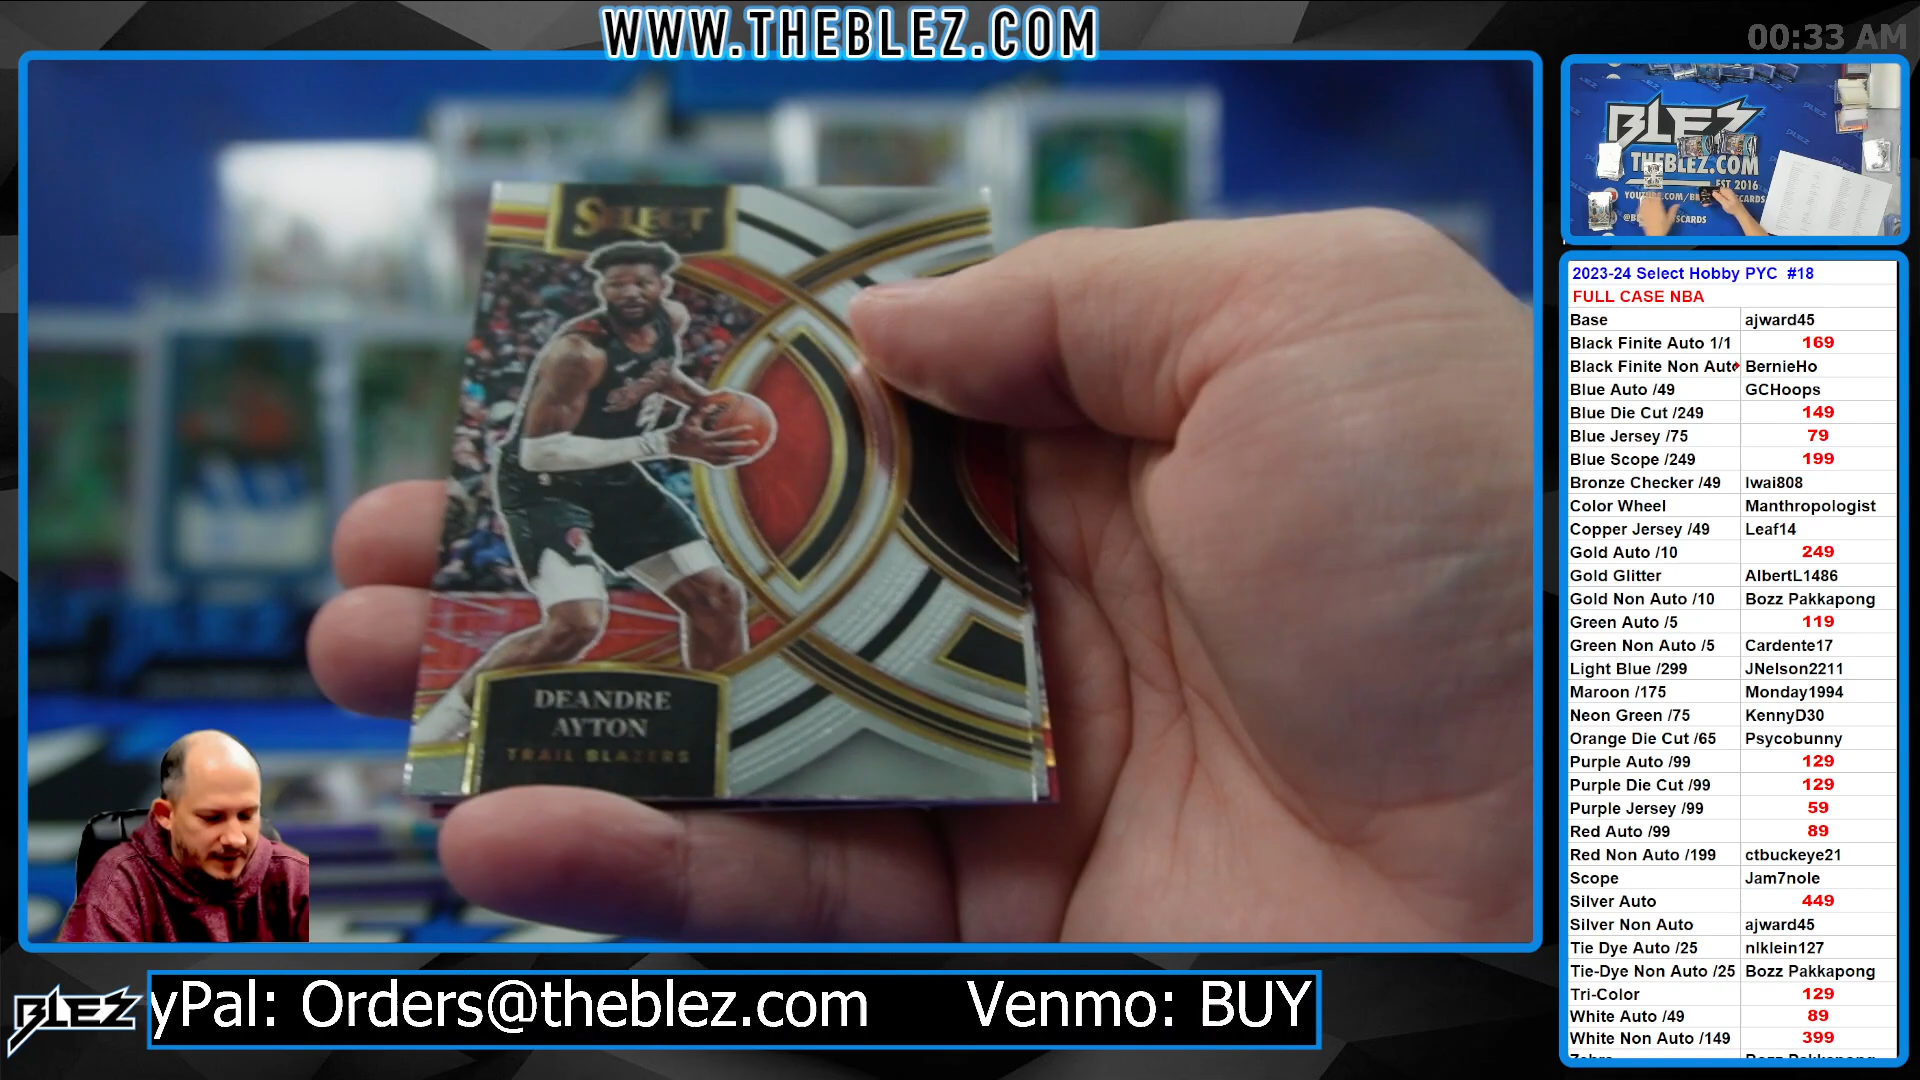 WWW.THEBLEZ.COM
00:33 AM
BLEZ
THEBLEZ.COM
EST 2016
SELECT
DEANDRE
AYTON
TRAIL BLAZERS
2023-24 Select Hobby PYC #18
FULL CASE NBA
Base ajward45
Black Finite Auto 1/1 169
Black Finite Non Auto BernieHo
Blue Auto /49 GCHoops
Blue Die Cut /249 149
Blue Jersey /75 79
Blue Scope /249 199
Bronze Checker /49 Iwai808
Color Wheel Manthropologist
Copper Jersey /49 Leaf14
Gold Auto /10 249
Gold Glitter AlbertL1486
Gold Non Auto /10 Bozz Pakkapong
Green Auto /5 119
Green Non Auto /5 Cardente17
Light Blue /299 JNelson2211
Maroon /175 Monday1994
Neon Green /75 KennyD30
Orange Die Cut /65 Psycobunny
Purple Auto /99 129
Purple Die Cut /99 129
Purple Jersey /99 59
Red Auto /99 89
Red Non Auto /199 ctbuckeye21
Scope Jam7nole
Silver Auto 449
Silver Non Auto ajward45
Tie Dye Auto /25 nlklein127
Tie-Dye Non Auto /25 Bozz Pakkapong
Tri-Color 129
White Auto /49 89
White Non Auto /149 399
BLEZ
yPal: Orders@theblez.com Venmo: BUY